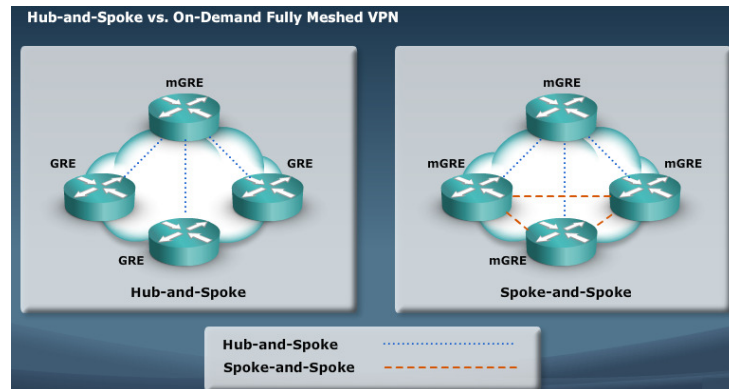 Hub-and-Spoke vs. On-Demand Fully Meshed VPN
mGRE
GRE
GRE
GRE
Hub-and-Spoke
mGRE
mGRE
mGRE
mGRE
Spoke-and-Spoke
Hub-and-Spoke
Spoke-and-Spoke